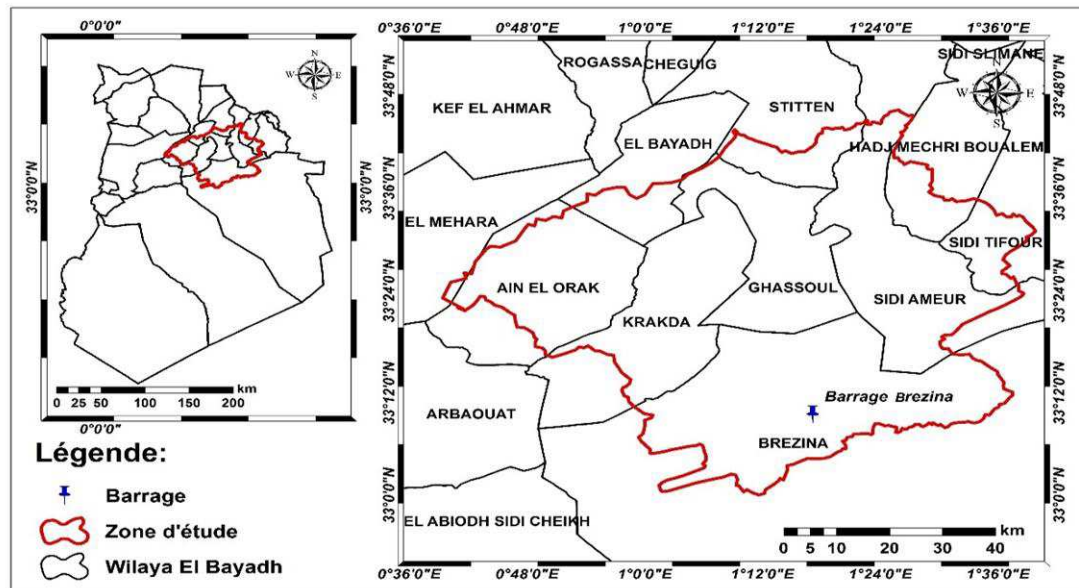 0°0'0"
N
W E
S
33°0'0"N
33°0'0"N
0 25 50 100 150 200
km
0°0'0"
Légende:
Barrage
Zone d'étude
Wilaya El Bayadh
0°36'0"E 0°48'0"E 1°0'0"E 1°12'0"E 1°24'0"E 1°36'0"E
SIDI SLIMANE
ROGASSA CHEGUIG
N
W E
S
33°48'0"N
33°48'0"N
KEF EL AHMAR
STITTEN
EL BAYADH
HADJ MECHRI BOUALEM
33°36'0"N
33°36'0"N
EL MEHARA
SIDI TIFOUR
AIN EL ORAK
GHASSOUL
SIDI AMEUR
33°24'0"N
33°24'0"N
KRAKDA
33°12'0"N
33°12'0"N
Barrage Brezina
ARBAOUAT
BREZINA
33°0'0"N
33°0'0"N
EL ABIODH SIDI CHEIKH
km
0 5 10 20 30 40
0°36'0"E 0°48'0"E 1°0'0"E 1°12'0"E 1°24'0"E 1°36'0"E